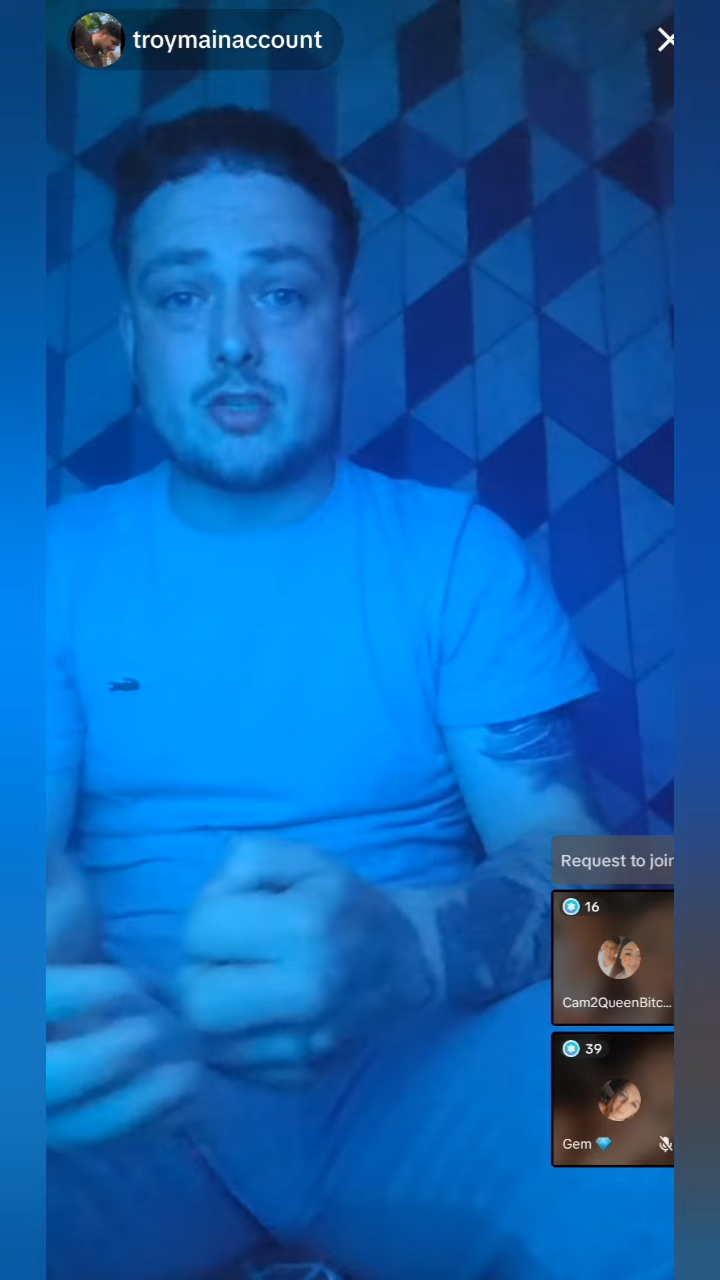 troymainaccount
Request to join
16
Cam2QueenBitc...
39
Gem